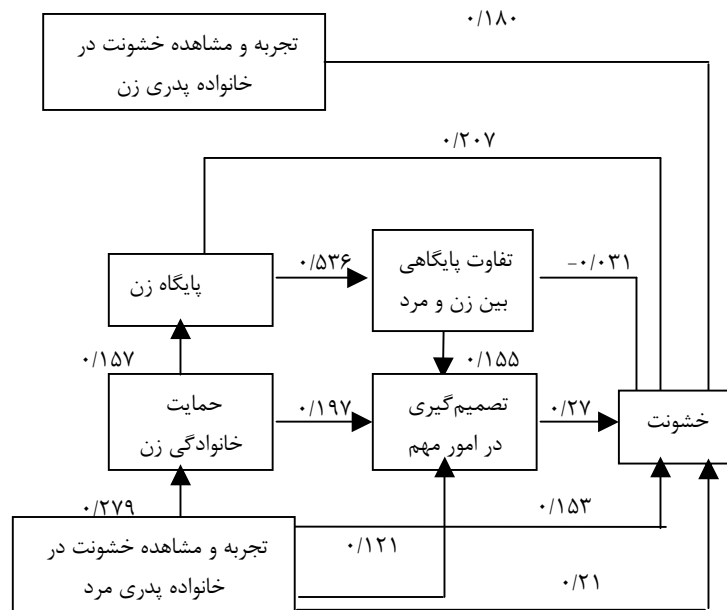 ۰/۱۸۰
تجربه و مشاهده خشونت در
خانواده پدری زن
۰/۲۰۷
تفاوت پایگاهی
بین زن و مرد
۰/۵۳۶
پایگاه زن
−۰/۰۳۱
۰/۱۵۷
۰/۱۵۵
حمایت
خانوادگی زن
۰/۱۹۷
تصمیم‌گیری
در امور مهم
۰/۲۷
خشونت
۰/۲۷۹
۰/۱۵۳
تجربه و مشاهده خشونت در
خانواده پدری مرد
۰/۱۲۱
۰/۲۱